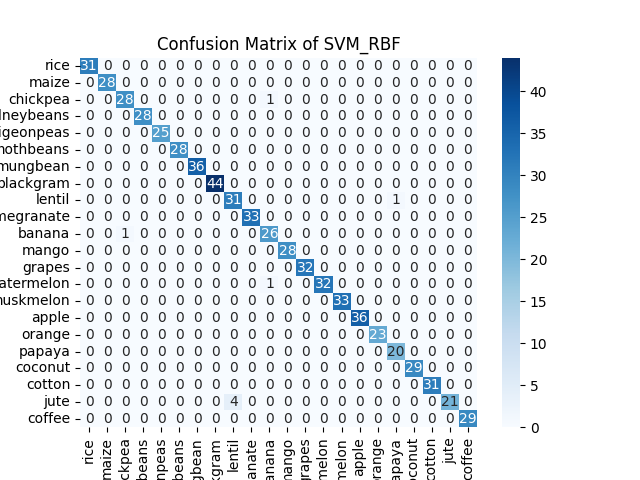 Confusion Matrix of SVM_RBF
rice 31 0 0 0 0 0 0 0 0 0 0 0 0 0 0 0 0 0 0 0 0 0
maize 0 28 0 0 0 0 0 0 0 0 0 0 0 0 0 0 0 0 0 0 0 0
chickpea 0 0 28 0 0 0 0 0 0 0 1 0 0 0 0 0 0 0 0 0 0 0
lneybeans 0 0 0 28 0 0 0 0 0 0 0 0 0 0 0 0 0 0 0 0 0 0
igeonpeas 0 0 0 0 25 0 0 0 0 0 0 0 0 0 0 0 0 0 0 0 0 0
nothbeans 0 0 0 0 0 28 0 0 0 0 0 0 0 0 0 0 0 0 0 0 0 0
mungbean 0 0 0 0 0 0 36 0 0 0 0 0 0 0 0 0 0 0 0 0 0 0
blackgram 0 0 0 0 0 0 0 44 0 0 0 0 0 0 0 0 0 0 0 0 0 0
lentil 0 0 0 0 0 0 0 0 31 0 0 0 0 0 0 0 0 1 0 0 0 0
megranate 0 0 0 0 0 0 0 0 0 33 0 0 0 0 0 0 0 0 0 0 0 0
banana 0 0 1 0 0 0 0 0 0 0 26 0 0 0 0 0 0 0 0 0 0 0
mango 0 0 0 0 0 0 0 0 0 0 0 28 0 0 0 0 0 0 0 0 0 0
grapes 0 0 0 0 0 0 0 0 0 0 0 0 32 0 0 0 0 0 0 0 0 0
atermelon 0 0 0 0 0 0 0 0 0 0 1 0 0 32 0 0 0 0 0 0 0 0
nuskmelon 0 0 0 0 0 0 0 0 0 0 0 0 0 0 33 0 0 0 0 0 0 0
apple 0 0 0 0 0 0 0 0 0 0 0 0 0 0 0 36 0 0 0 0 0 0
orange 0 0 0 0 0 0 0 0 0 0 0 0 0 0 0 0 23 0 0 0 0 0
papaya 0 0 0 0 0 0 0 0 0 0 0 0 0 0 0 0 0 20 0 0 0 0
coconut 0 0 0 0 0 0 0 0 0 0 0 0 0 0 0 0 0 0 29 0 0 0
cotton 0 0 0 0 0 0 0 0 0 0 0 0 0 0 0 0 0 0 0 31 0 0
jute 0 0 0 0 0 0 0 0 4 0 0 0 0 0 0 0 0 0 0 0 21 0
coffee 0 0 0 0 0 0 0 0 0 0 0 0 0 0 0 0 0 0 0 0 0 29
rice
maize
ckpea
beans
npeas
beans
gbean
kgram
lentil
anate
anana
nango
grapes
melon
melon
apple
range
apaya
oconut
cotton
jute
coffee
40
35
30
25
20
15
10
5
0